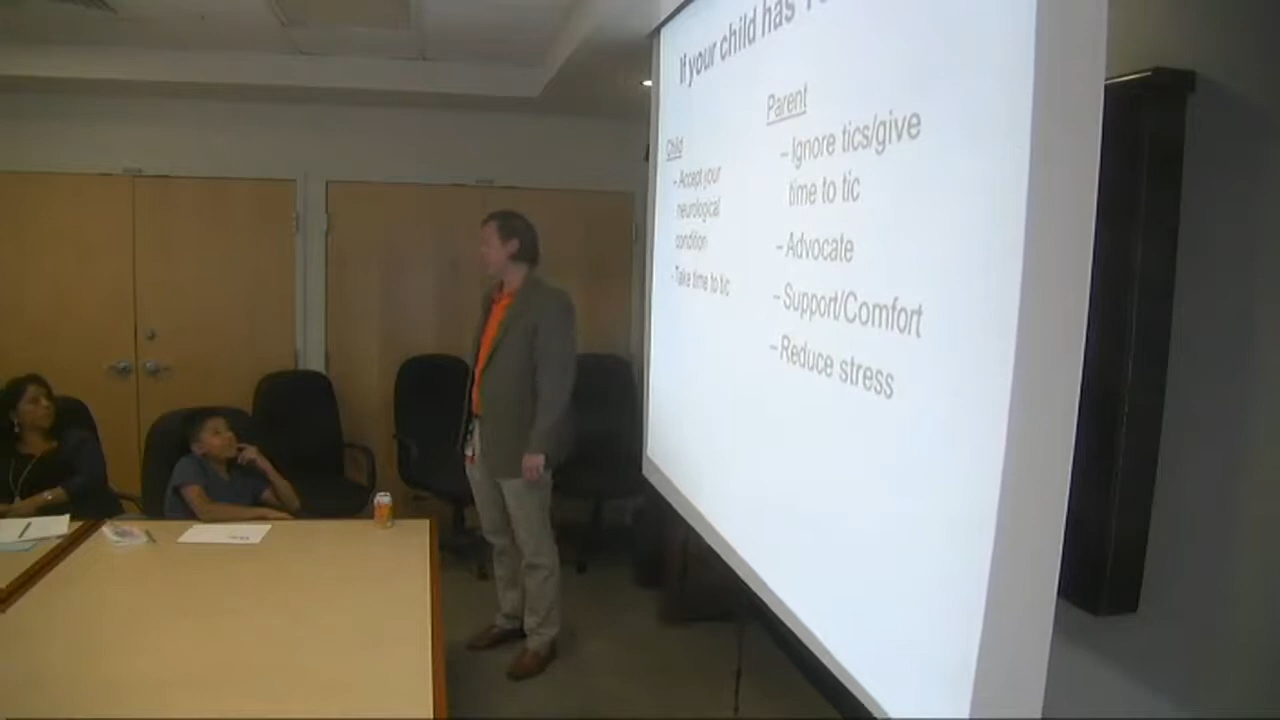 If your child has
Child
- Accept your
neurological
condition
- Take time to tic
Parent
- Ignore tics/give
time to tic
- Advocate
- Support/Comfort
- Reduce stress